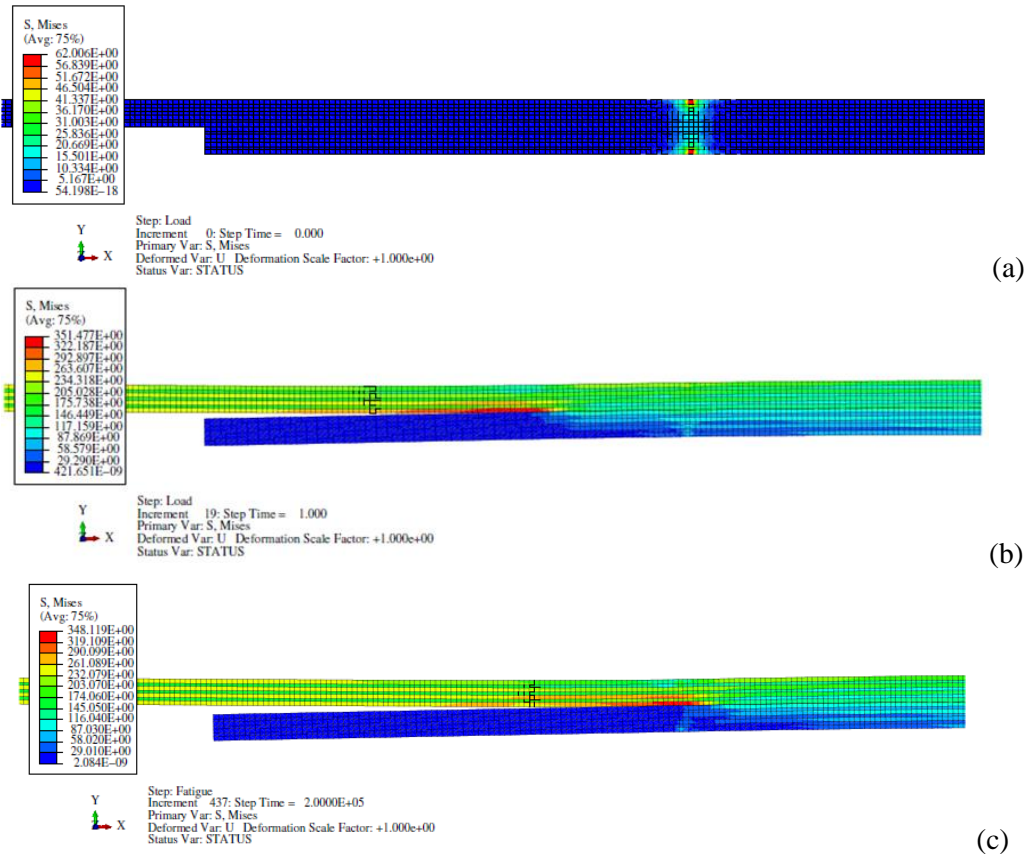 S, Mises
(Avg: 75%)
62.006E+00
56.839E+00
51.672E+00
46.504E+00
41.337E+00
36.170E+00
31.003E+00
25.836E+00
20.669E+00
15.501E+00
10.334E+00
5.167E+00
54.198E−18
Y
X
Step: Load
Increment 0: Step Time = 0.000
Primary Var: S, Mises
Deformed Var: U Deformation Scale Factor: +1.000e+00
Status Var: STATUS
(a)
S, Mises
(Avg: 75%)
351.477E+00
322.187E+00
292.897E+00
263.607E+00
234.318E+00
205.028E+00
175.738E+00
146.449E+00
117.159E+00
87.869E+00
58.579E+00
29.290E+00
421.651E−09
Y
X
Step: Load
Increment 19: Step Time = 1.000
Primary Var: S, Mises
Deformed Var: U Deformation Scale Factor: +1.000e+00
Status Var: STATUS
(b)
S, Mises
(Avg: 75%)
348.119E+00
319.109E+00
290.099E+00
261.089E+00
232.079E+00
203.070E+00
174.060E+00
145.050E+00
116.040E+00
87.030E+00
58.020E+00
29.010E+00
2.084E−09
Y
X
Step: Fatigue
Increment 437: Step Time = 2.0000E+05
Primary Var: S, Mises
Deformed Var: U Deformation Scale Factor: +1.000e+00
Status Var: STATUS
(c)